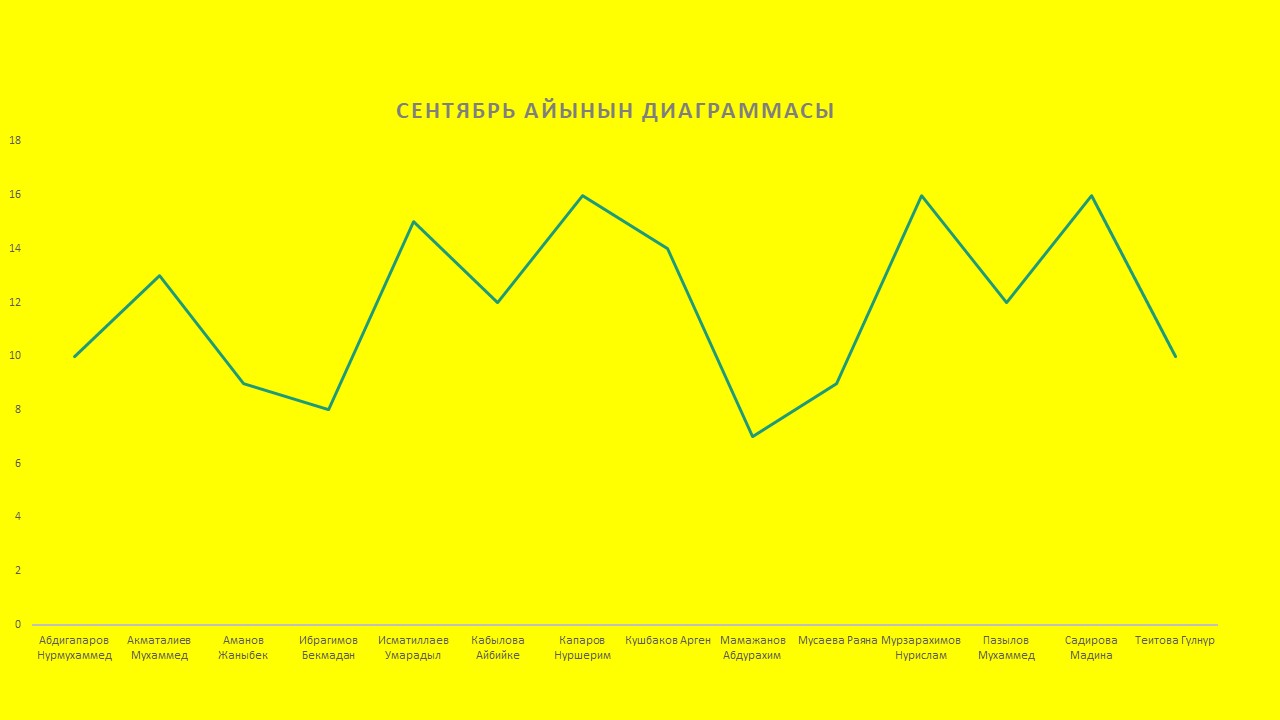 СЕНТЯБРЬ АЙЫНЫН ДИАГРАММАСЫ
18
16
14
12
10
8
6
4
2
0
Абдигапаров Нурмухаммед
Акматалиев Мухаммед
Аманов Жаныбек
Ибрагимов Бекмадан
Исматиллаев Умарадыл
Кабылова Айбийке
Капаров Нуршерим
Кушбаков Арген
Мамажанов Абдурахим
Мусаева Раяна
Мурзарахимов Нурислам
Пазылов Мухаммед
Садирова Мадина
Теитова Гулнур